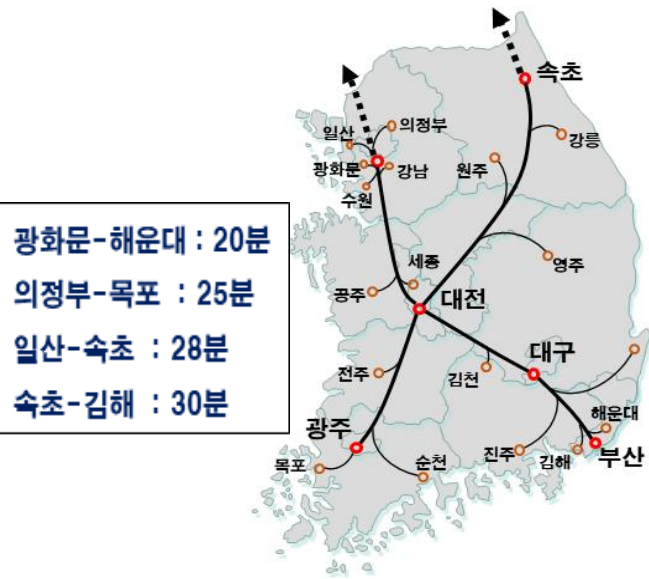 광화문-해운대 : 20분
의정부-목포 : 25분
일산-속초 : 28분
속초-김해 : 30분
속초
의정부
일산
강릉
광화문
강남
원주
수원
세종
영주
공주
대전
대구
전주
김천
해운대
광주
목포
순천
진주
김해
부산